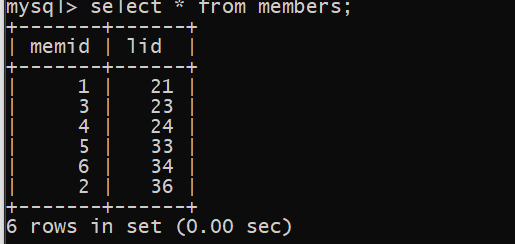 mysql> select * from members;
+-------+------+
| memid | lid  |
+-------+------+
|     1 |   21 |
|     3 |   23 |
|     4 |   24 |
|     5 |   33 |
|     6 |   34 |
|     2 |   36 |
+-------+------+
6 rows in set (0.00 sec)